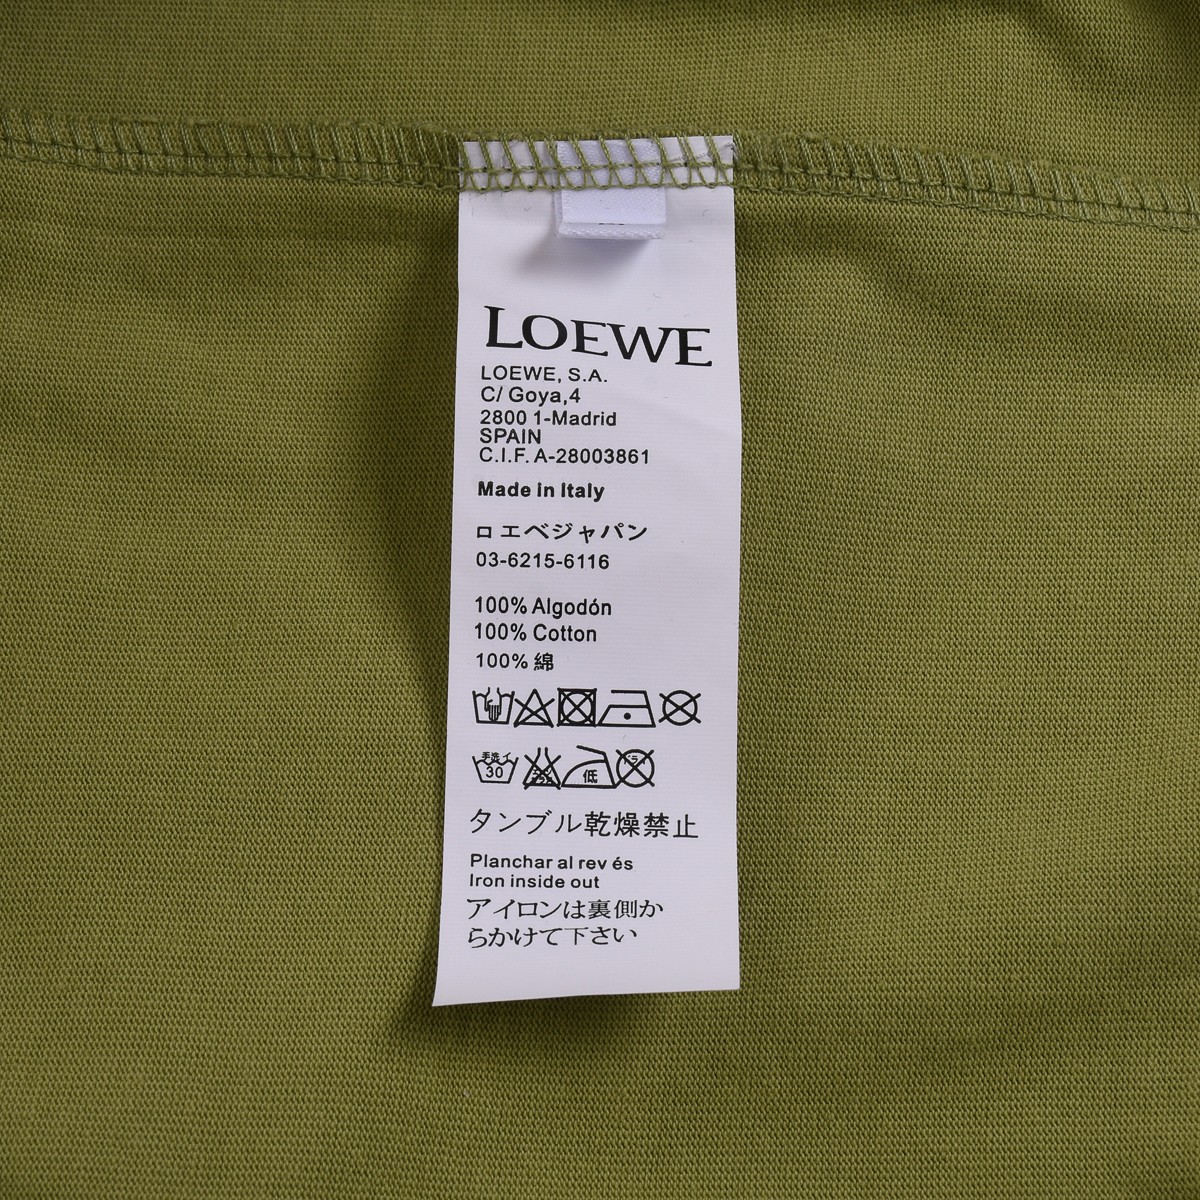 LOEWE
LOEWE, S.A.
C/ Goya,4
2800 1-Madrid
SPAIN
C.I.F. A-28003861
Made in Italy
ロエベジャパン
03-6215-6116
100% Algodón
100% Cotton
100% 綿
手洗イ
30
低
タンブル乾燥禁止
Planchar al rev és
Iron inside out
アイロンは裏側か
らかけて下さい